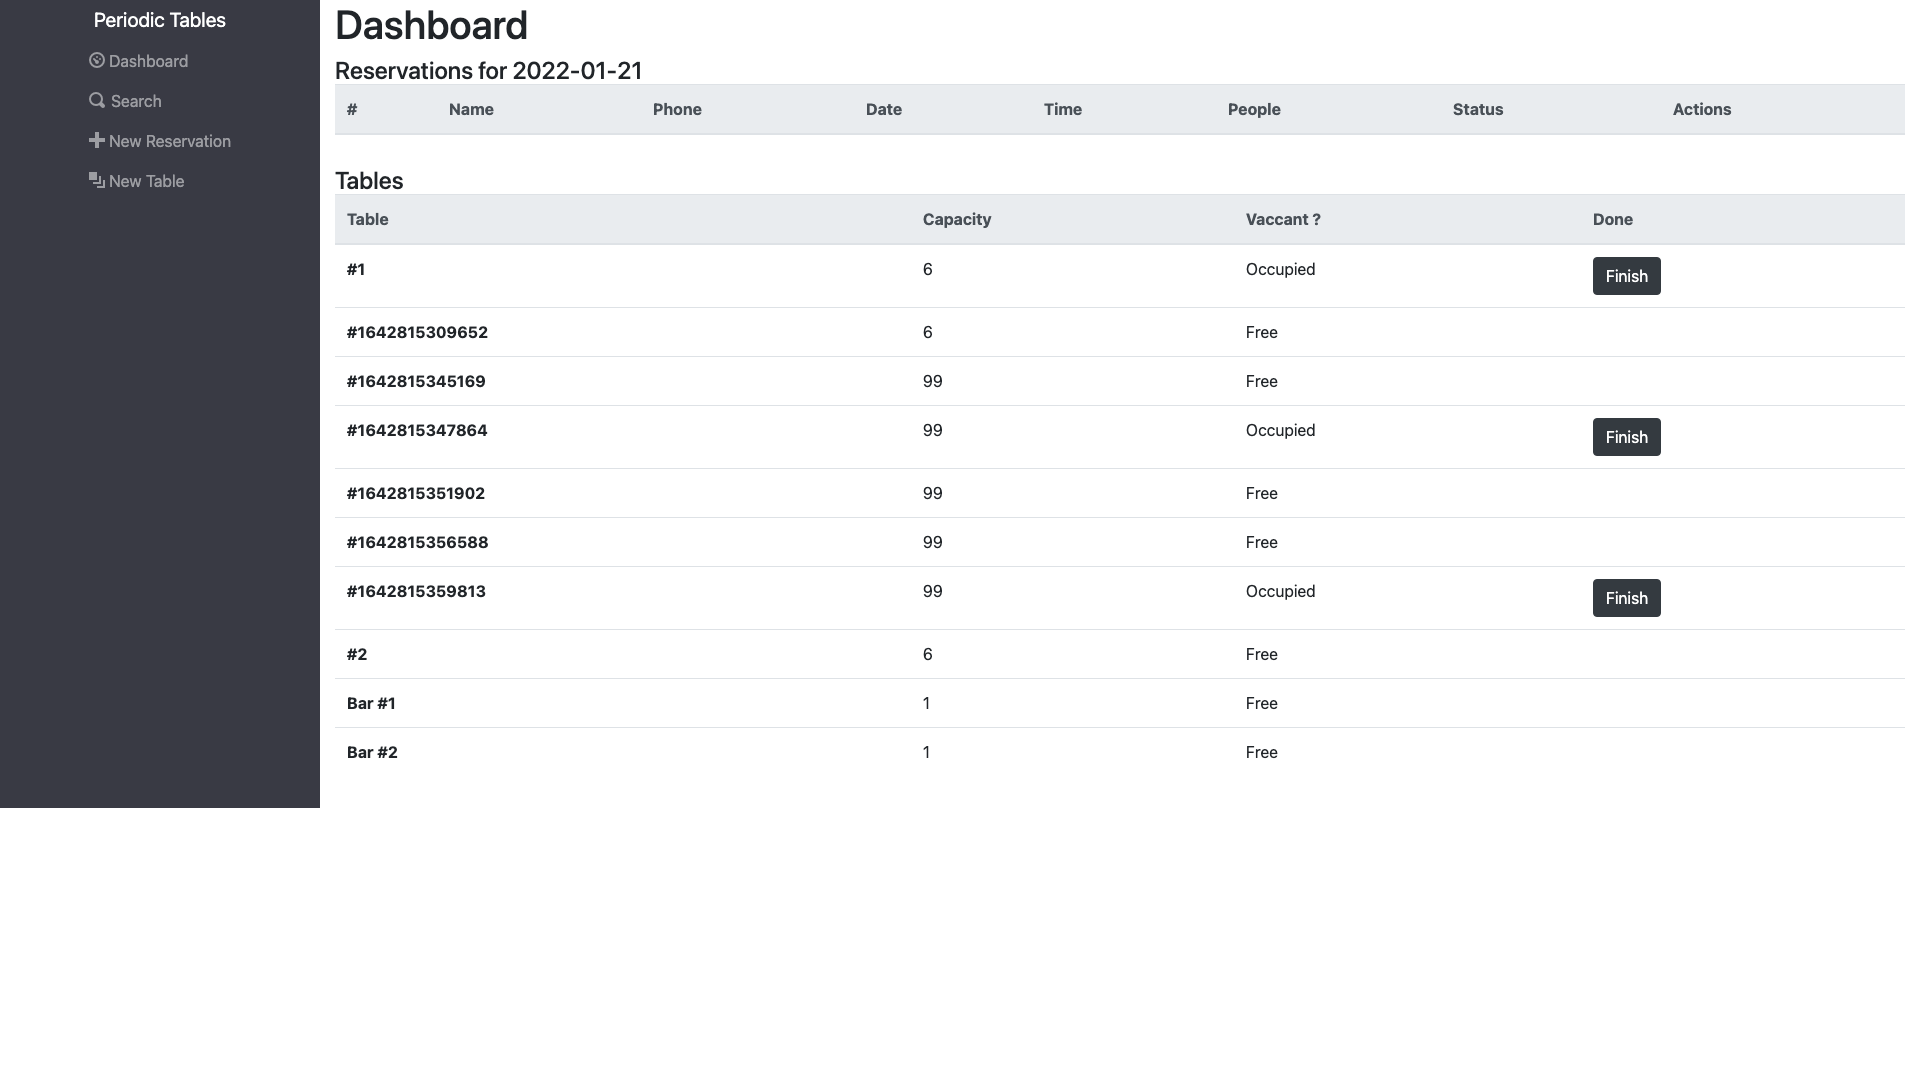 Periodic Tables
Dashboard
Search
New Reservation
New Table
Dashboard
Reservations for 2022-01-21
# Name Phone Date Time People Status Actions
Tables
Table Capacity Vaccant ? Done
#1 6 Occupied Finish
#1642815309652 6 Free
#1642815345169 99 Free
#1642815347864 99 Occupied Finish
#1642815351902 99 Free
#1642815356588 99 Free
#1642815359813 99 Occupied Finish
#2 6 Free
Bar #1 1 Free
Bar #2 1 Free